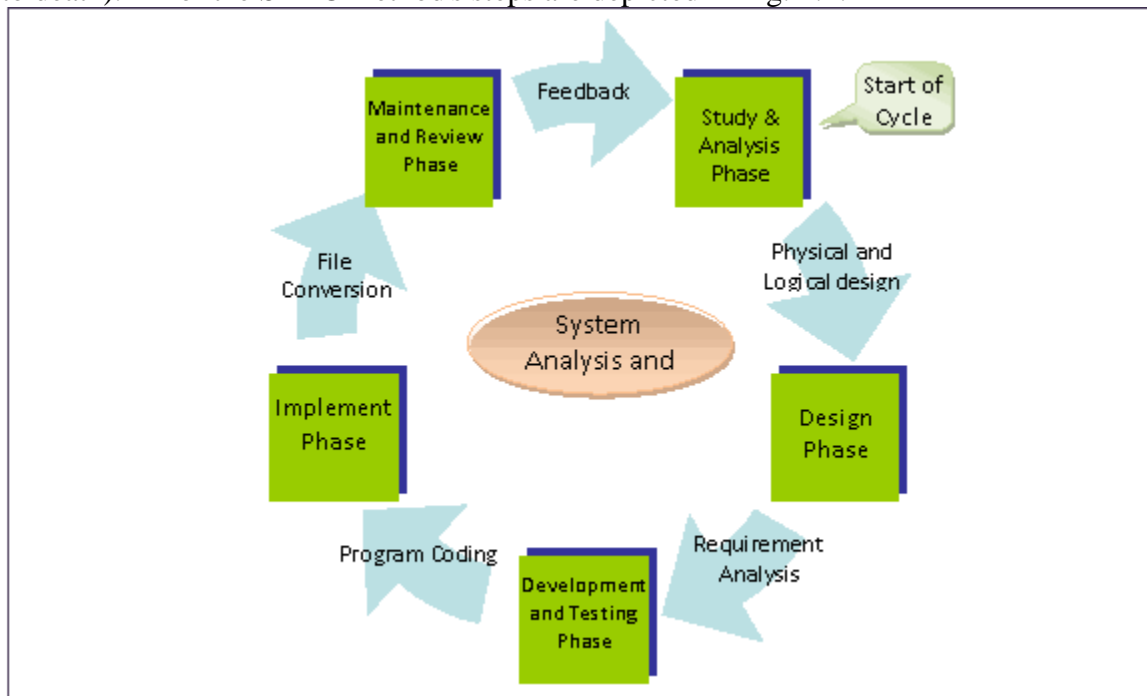 Feedback
Start of
Cycle
Maintenance
and Review
Phase
Study &
Analysis
Phase
File
Conversion
Physical and
Logical design
System
Analysis and
Implement
Phase
Design
Phase
Program Coding
Requirement
Analysis
Development
and Testing
Phase